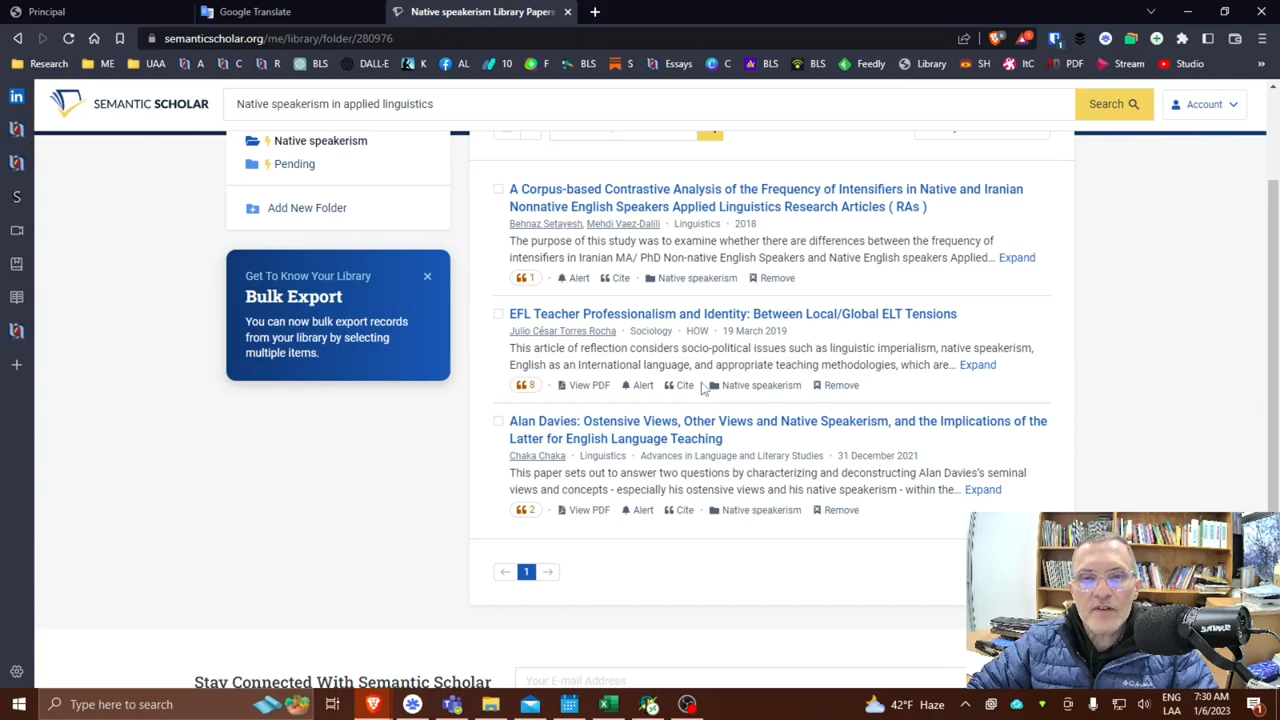 Principal
Google Translate
Native speakerism Library Papers
semanticscholar.org/me/library/folder/280976
Bookmarks
ME
UAA
A
C
R
BLS
DALL-E
K
AL
10
F
BLS
S
Essays
C
BLS
BLS
Feedly
Library
SH
ItC
PDF
Stream
Studio
SEMANTIC SCHOLAR
Native speakerism in applied linguistics
Search
Account
Native speakerism
Pending
Add New Folder
Get To Know Your Library
Bulk Export
You can now bulk export records
from your library by selecting
multiple items.
A Corpus-based Contrastive Analysis of the Frequency of Intensifiers in Native and Iranian
Nonnative English Speakers Applied Linguistics Research Articles ( RAs )
Behnaz Setayesh, Mehdi Vaez-Dalili · Linguistics · 2018
The purpose of this study was to examine whether there are differences between the frequency of
intensifiers in Iranian MA/ PhD Non-native English Speakers and Native English speakers Applied… Expand
1 · Alert Cite Native speakerism Remove
EFL Teacher Professionalism and Identity: Between Local/Global ELT Tensions
Julio César Torres Rocha · Sociology · HOW · 19 March 2019
This article of reflection considers socio-political issues such as linguistic imperialism, native speakerism,
English as an International language, and appropriate teaching methodologies, which are… Expand
8 · View PDF Alert Cite Native speakerism Remove
Alan Davies: Ostensive Views, Other Views and Native Speakerism, and the Implications of the
Latter for English Language Teaching
Chaka Chaka · Linguistics · Advances in Language and Literary Studies · 31 December 2021
This paper sets out to answer two questions by characterizing and deconstructing Alan Davies's seminal
views and concepts - especially his ostensive views and his native speakerism - within the… Expand
2 · View PDF Alert Cite Native speakerism Remove
1
Stay Connected With Semantic Scholar
Your E-mail Address
Type here to search
42°F Haze
ENG
LAA
7:30 AM
1/6/2023